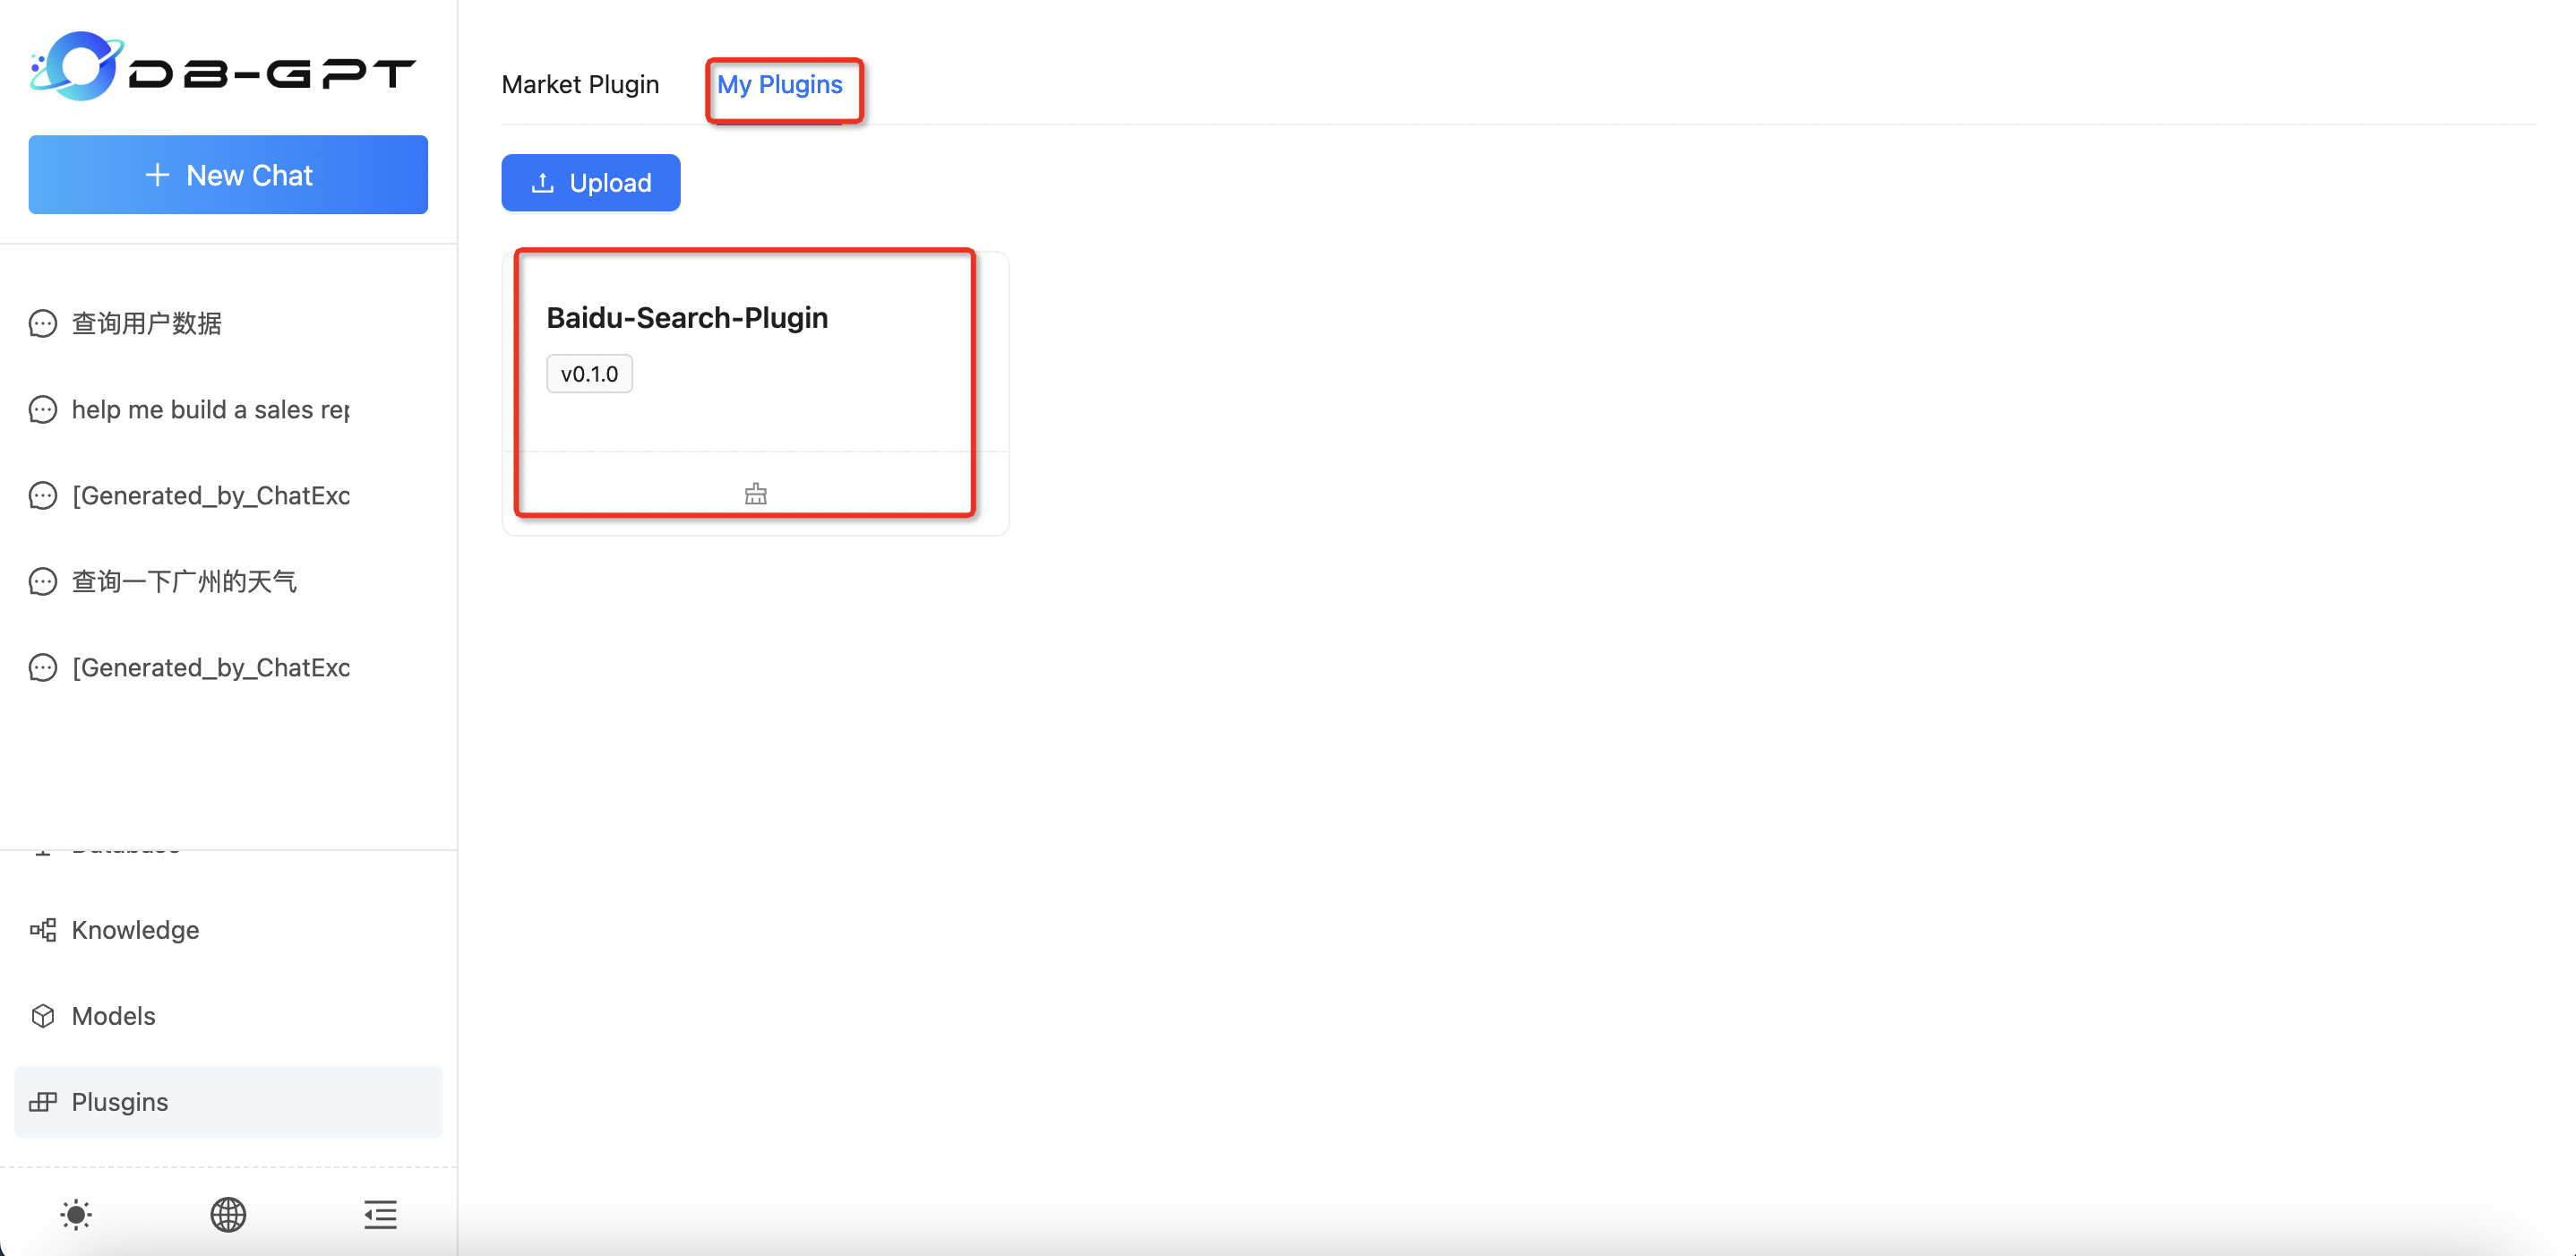 DB-GPT
New Chat
查询用户数据
help me build a sales rep
[Generated_by_ChatExc
查询一下广州的天气
[Generated_by_ChatExc
Knowledge
Models
Plusgins
Market Plugin
My Plugins
Upload
Baidu-Search-Plugin
v0.1.0